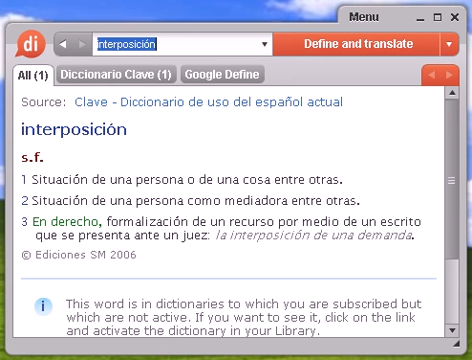 Menu
di
interposición
Define and translate
All (1)
Diccionario Clave (1)
Google Define
Source: Clave - Diccionario de uso del español actual
interposición
s.f.
1 Situación de una persona o de una cosa entre otras.
2 Situación de una persona como mediadora entre otras.
3 En derecho, formalización de un recurso por medio de un escrito
que se presenta ante un juez: la interposición de una demanda.
© Ediciones SM 2006
i
This word is in dictionaries to which you are subscribed but
which are not active. If you want to see it, click on the link
and activate the dictionary in your Library.